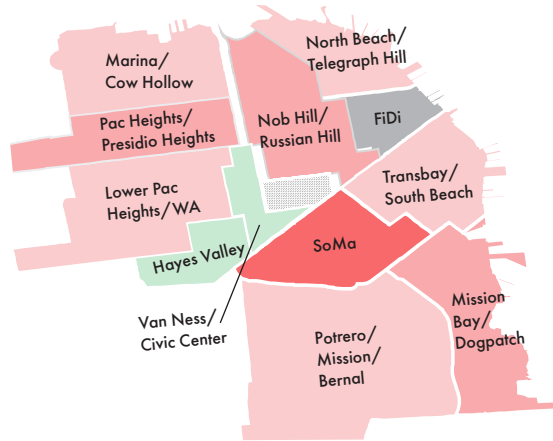 North Beach/
Telegraph Hill
Marina/
Cow Hollow
Pac Heights/
Presidio Heights
Nob Hill/
Russian Hill
FiDi
Transbay/
South Beach
Lower Pac
Heights/WA
Hayes Valley
SoMa
Van Ness/
Civic Center
Mission
Bay/
Dogpatch
Potrero/
Mission/
Bernal